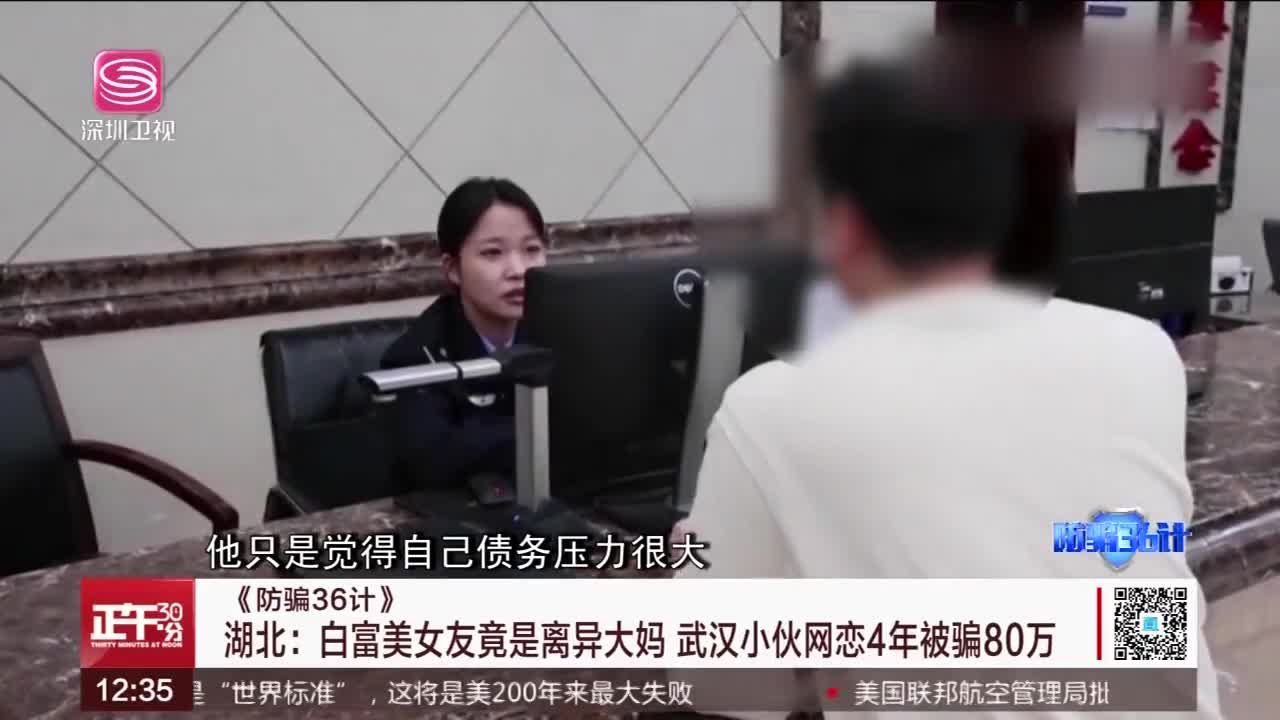 深圳卫视
他只是觉得自己债务压力很大
防骗36计
正午30分
THIRTY MINUTES AT NOON
《防骗36计》
湖北：白富美女友竟是离异大妈 武汉小伙网恋4年被骗80万
12:35
是“世界标准”，这将是美200年来最大失败
美国联邦航空管理局批